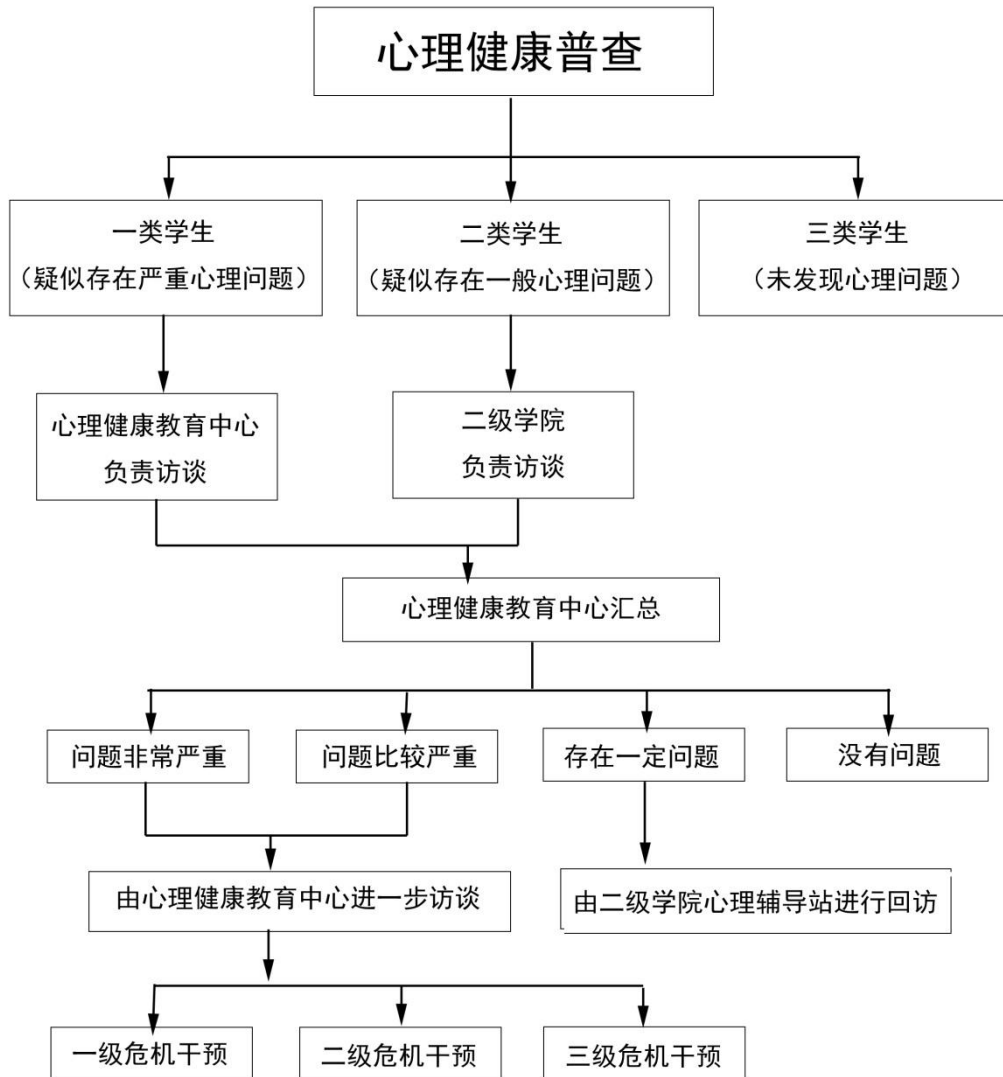 心理健康普查
一类学生
（疑似存在严重心理问题）
二类学生
（疑似存在一般心理问题）
三类学生
（未发现心理问题）
心理健康教育中心
负责访谈
二级学院
负责访谈
心理健康教育中心汇总
问题非常严重
问题比较严重
存在一定问题
没有问题
由心理健康教育中心进一步访谈
由二级学院心理辅导站进行回访
一级危机干预
二级危机干预
三级危机干预